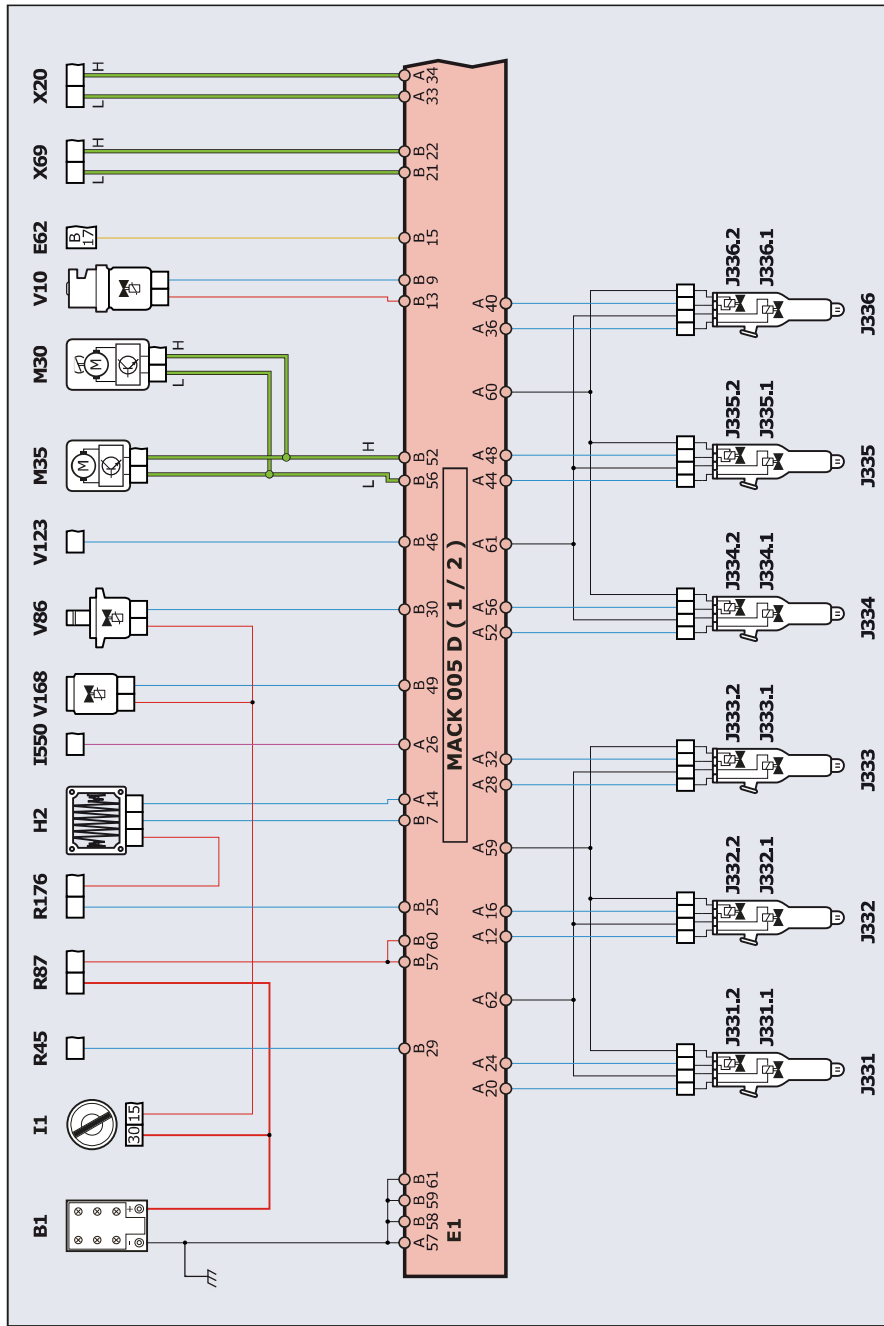 X20
X69
E62
V10
M30
M35
V123
V86
V168
I550
H2
R176
R87
R45
I1
B1
H
L
H
L
B
17
M
H
L
M
H
L
30
15
+
-
A 34
A 33
B 22
B 21
B 15
B 9
B 13
B 52
B 56
B 46
B 30
B 49
A 26
A 14
B 7
B 25
B 60
B 57
B 29
B 61
B 59
B 58
A 57
MACK 005 D ( 1 / 2 )
E1
A 40
A 36
A 60
A 48
A 44
A 61
A 56
A 52
A 32
A 28
A 59
A 16
A 12
A 62
A 24
A 20
J336.2
J336.1
J336
J335.2
J335.1
J335
J334.2
J334.1
J334
J333.2
J333.1
J333
J332.2
J332.1
J332
J331.2
J331.1
J331